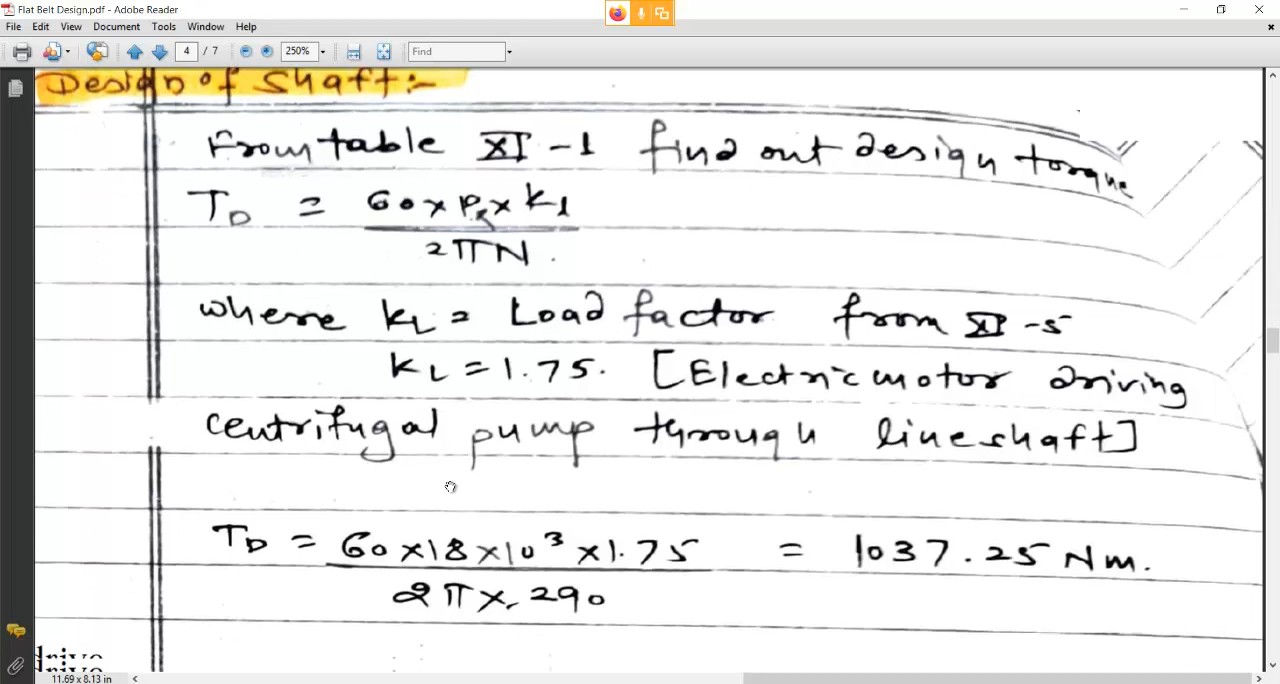 Flat Belt Design.pdf - Adobe Reader
File Edit View Document Tools Window Help
4 / 7 250% Find
Design of Shaft:-
From table XI-1 find out design torque
TD = 60 x PR x KL
2πN.
where KL = Load factor from XI-5
KL = 1.75. [Electric motor driving
centrifugal pump through lineshaft]
TD = 60 x 18 x 10³ x 1.75 = 1037.25 Nm.
2π x 290
drive
11.69 x 8.13 in